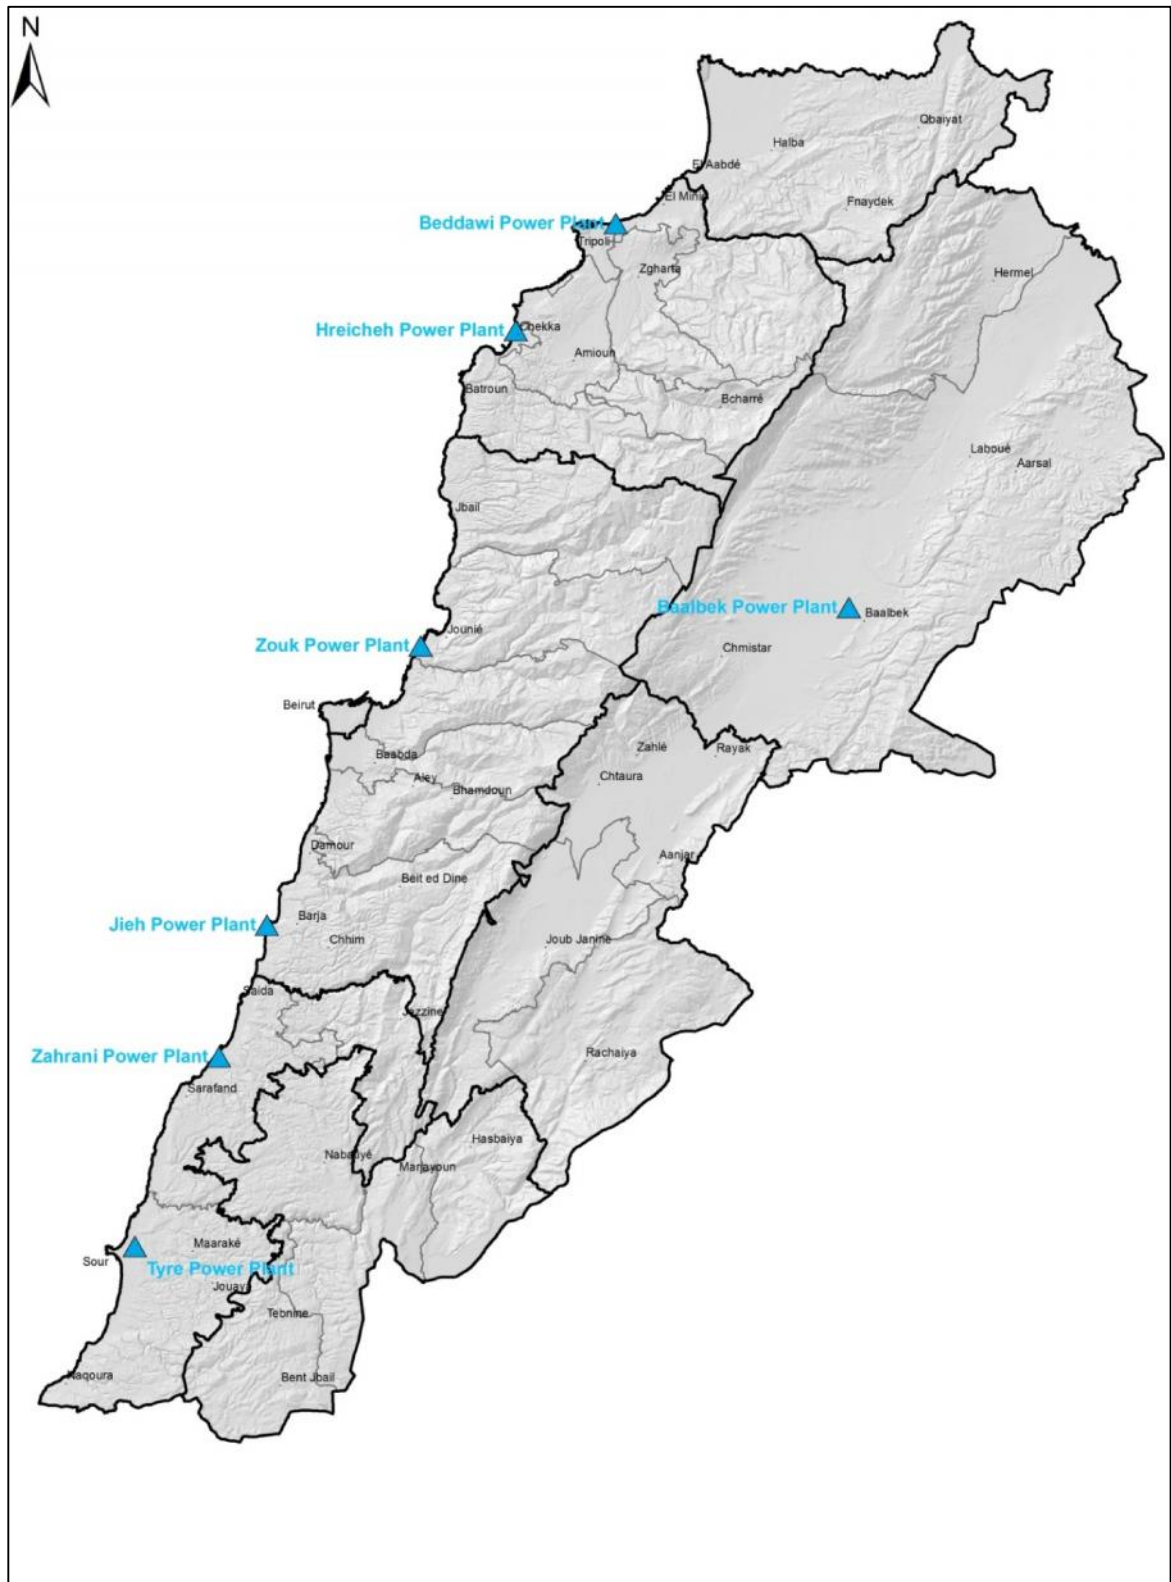 N
Qbaiyat
Halba
El Aabdé
El Minié
Fnaydek
Beddawi Power Plant
Tripoli
Zgharta
Hermel
Hreicheh Power Plant
Chekka
Amioun
Batroun
Bcharré
Laboué
Aarsal
Jbail
Baalbek Power Plant
Baalbek
Jounié
Zouk Power Plant
Chmistar
Beirut
Zahlé
Rayak
Baabda
Chtaura
Aley
Bhamdoun
Damour
Aanjar
Beit ed Dine
Barja
Jieh Power Plant
Chhim
Joub Janine
Saida
Jezzine
Zahrani Power Plant
Rachaiya
Sarafand
Hasbaiya
Nabatiyé
Marjayoun
Maaraké
Sour
Tyre Power Plant
Jouaya
Tebnine
Naqoura
Bent Jbail